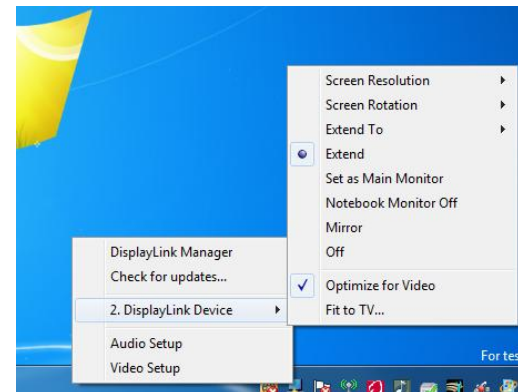 Screen Resolution
Screen Rotation
Extend To
Extend
Set as Main Monitor
Notebook Monitor Off
Mirror
Off
Optimize for Video
Fit to TV...
DisplayLink Manager
Check for updates...
2. DisplayLink Device
Audio Setup
Video Setup
For tes